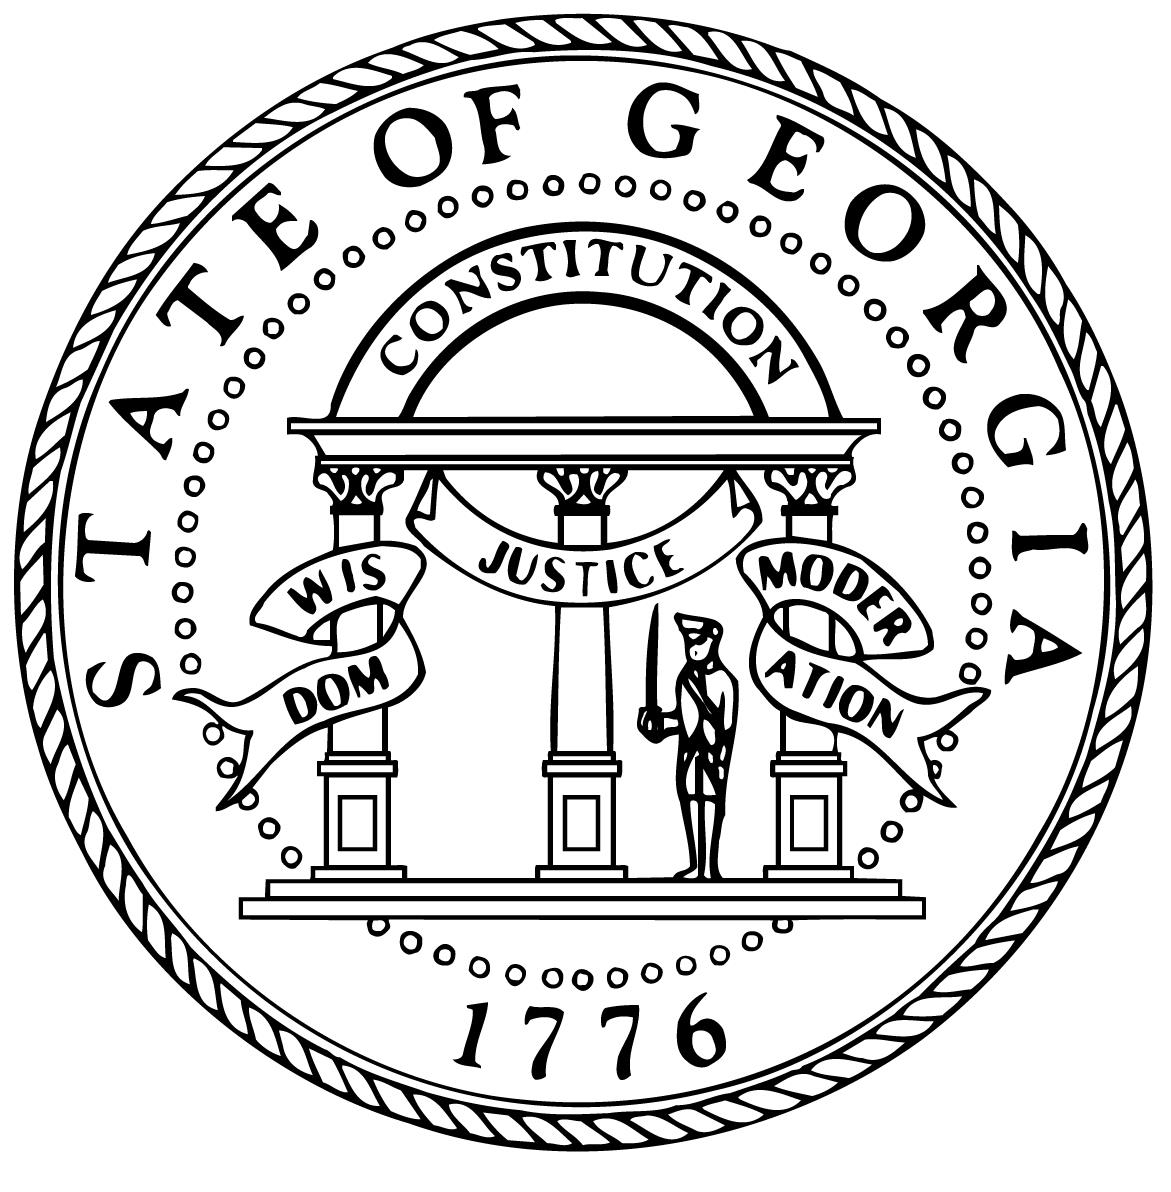 STATE OF GEORGIA
CONSTITUTION
WIS
DOM
JUSTICE
MODER
ATION
1776